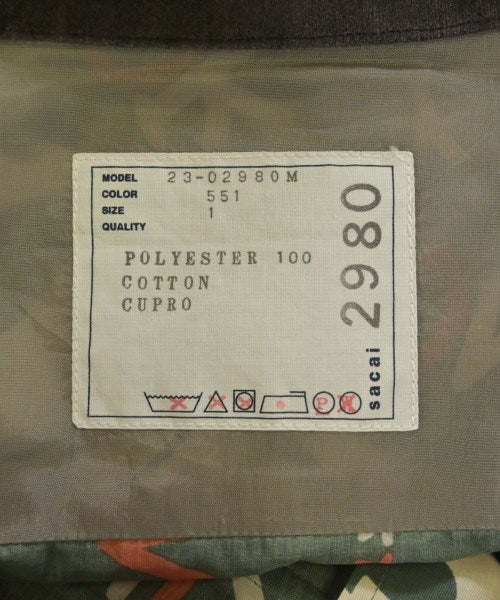 MODEL 23-02980M
COLOR 551
SIZE 1
QUALITY
POLYESTER 100
COTTON
CUPRO
P
sacai 2980